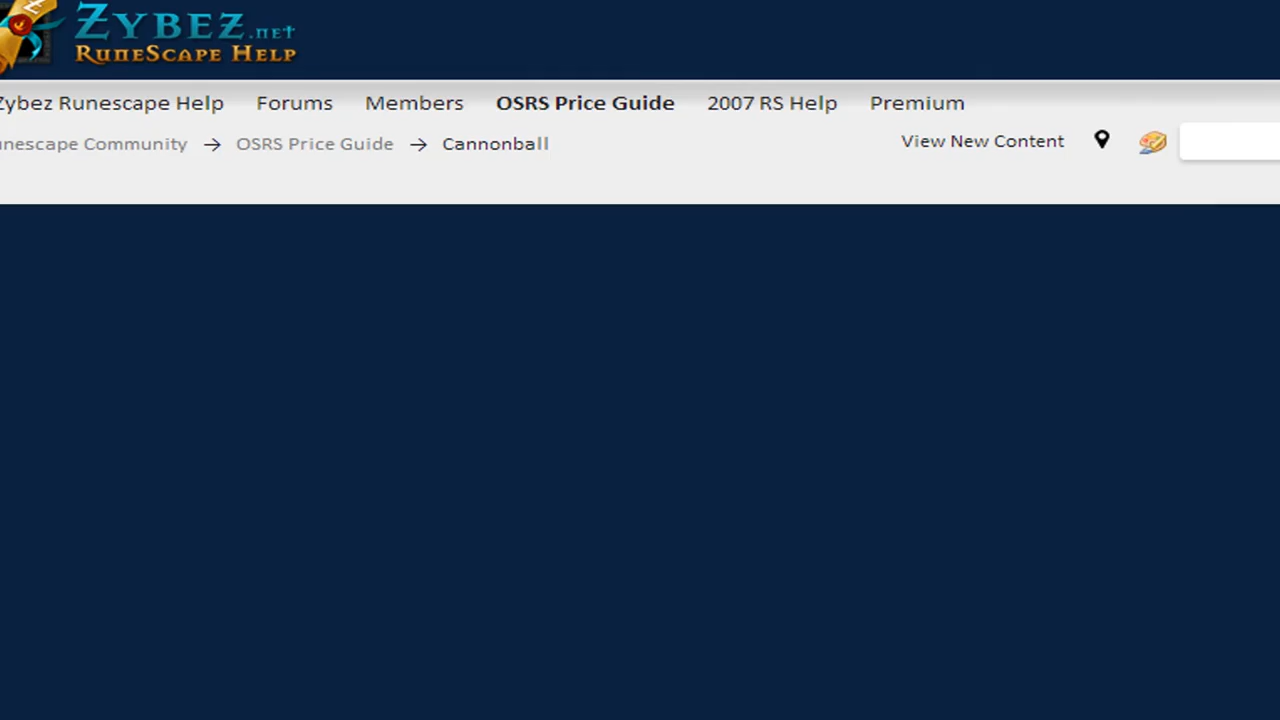 ZYBEZ.net
RuneScape Help
Zybez Runescape Help Forums Members OSRS Price Guide 2007 RS Help Premium
unescape Community → OSRS Price Guide → Cannonball View New Content